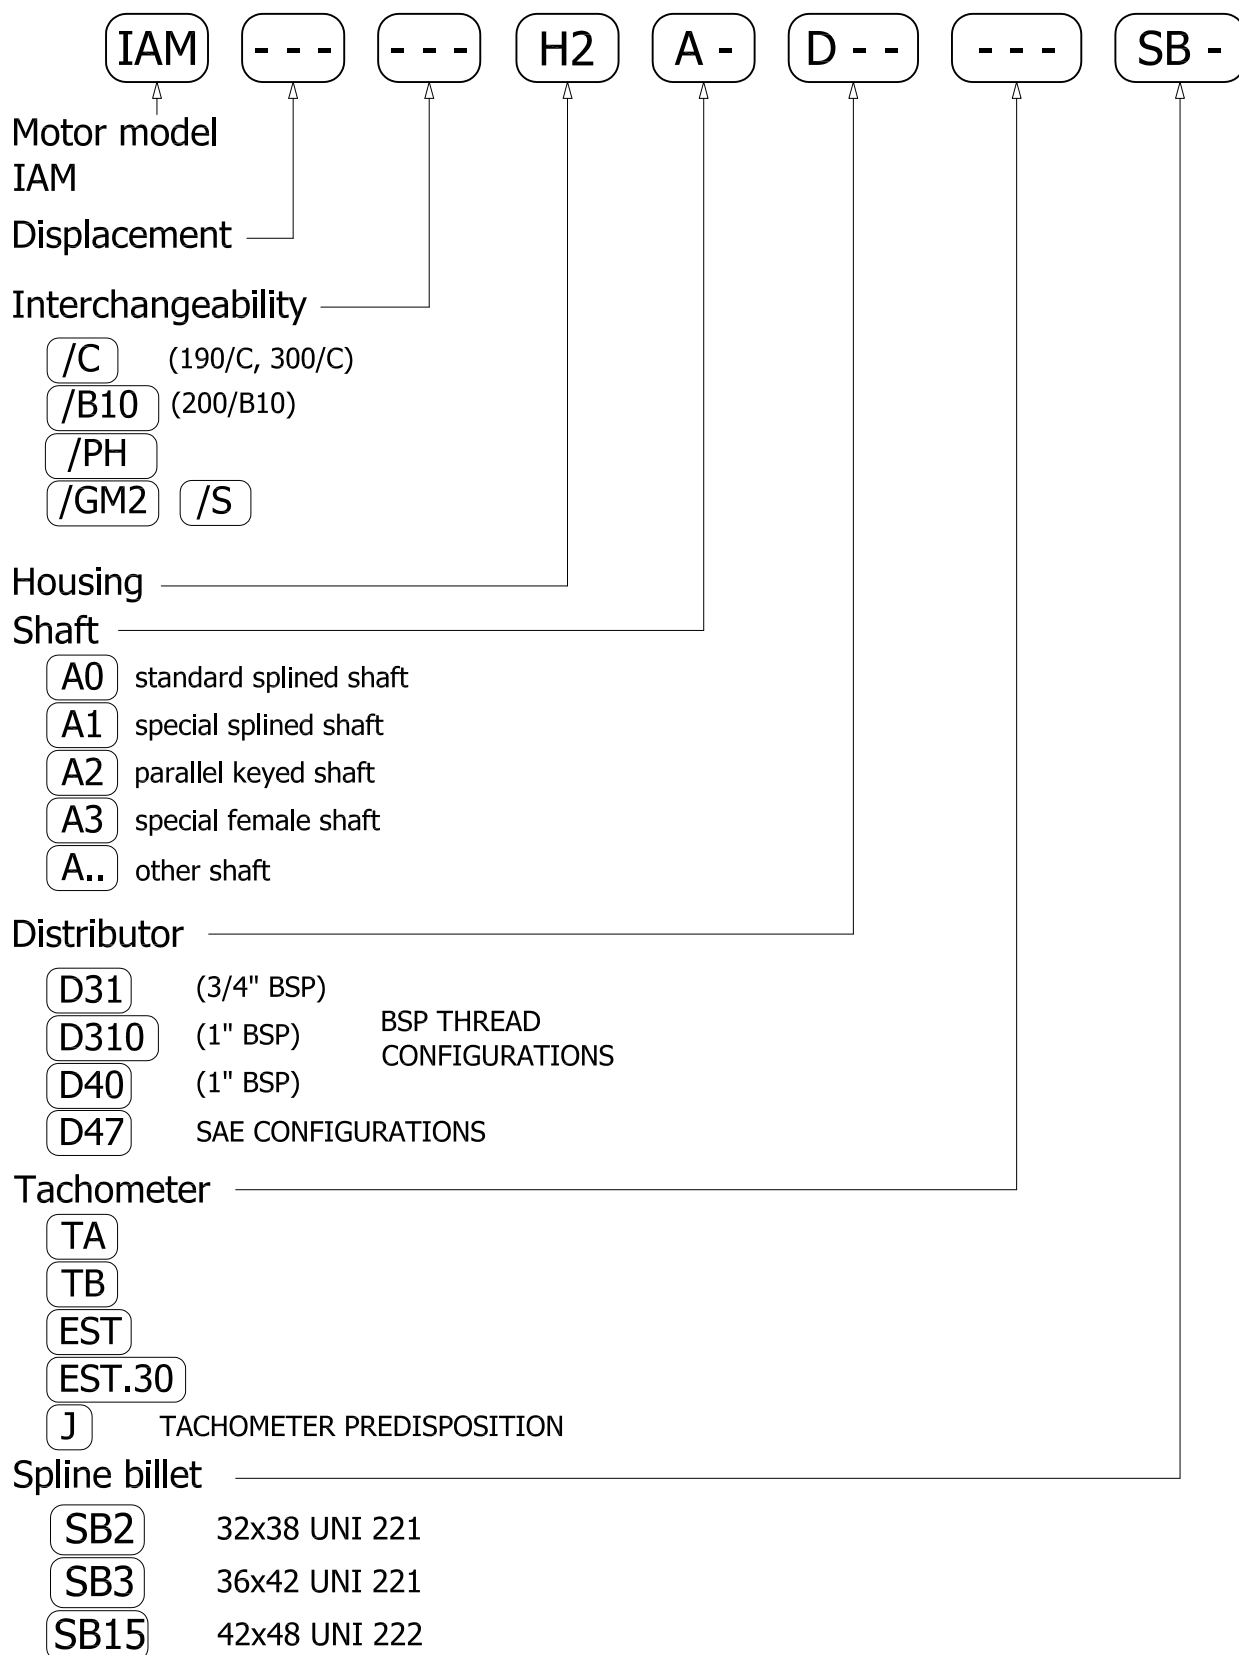 IAM - - - - - - H2 A - D - - - - - SB -
Motor model
IAM
Displacement
Interchangeability
/C (190/C, 300/C)
/B10 (200/B10)
/PH
/GM2 /S
Housing
Shaft
A0 standard splined shaft
A1 special splined shaft
A2 parallel keyed shaft
A3 special female shaft
A.. other shaft
Distributor
D31 (3/4" BSP)
BSP THREAD
D310 (1" BSP)
CONFIGURATIONS
D40 (1" BSP)
D47 SAE CONFIGURATIONS
Tachometer
TA
TB
EST
EST.30
J TACHOMETER PREDISPOSITION
Spline billet
SB2 32x38 UNI 221
SB3 36x42 UNI 221
SB15 42x48 UNI 222